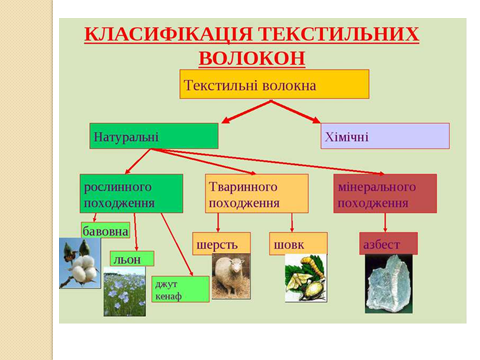 КЛАСИФІКАЦІЯ ТЕКСТИЛЬНИХ
ВОЛОКОН
Текстильні волокна
Натуральні
Хімічні
рослинного
походження
Тваринного
походження
мінерального
походження
бавовна
льон
джут
кенаф
шерсть
шовк
азбест